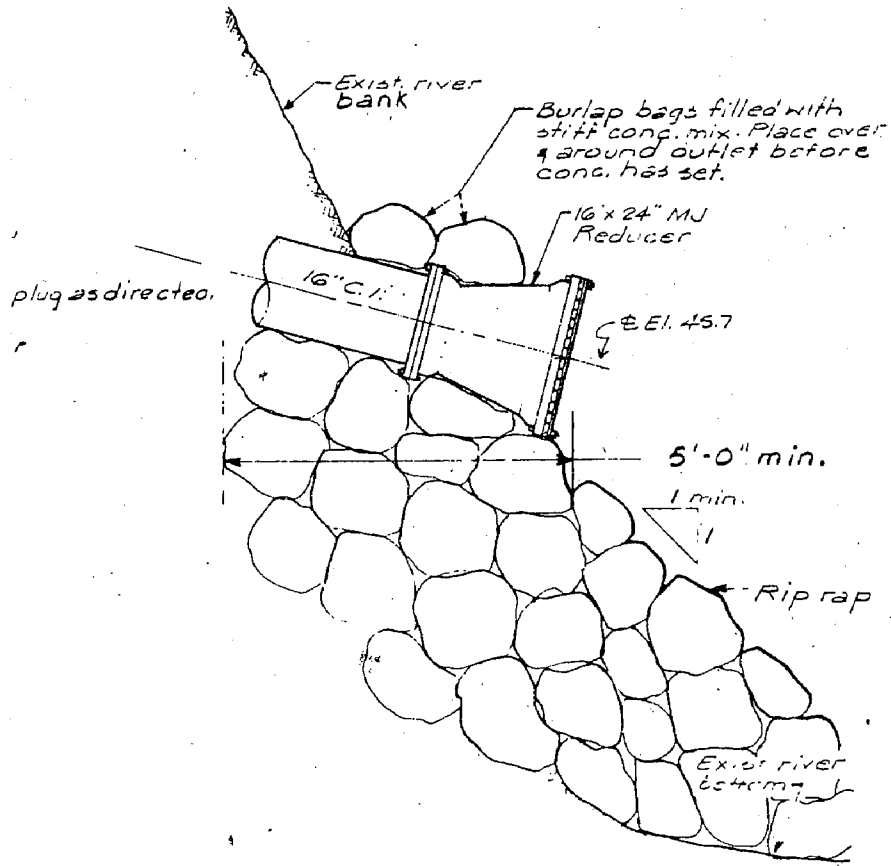 Exist. river
bank
Burlap bags filled with
stiff conc. mix. Place over
& around outlet before
conc. has set.
16" x 24" MJ
Reducer
plug as directed.
16" C.I.
℄ El. 45.7
5'-0" min.
1 min.
1
Rip rap
Exist river
bottom